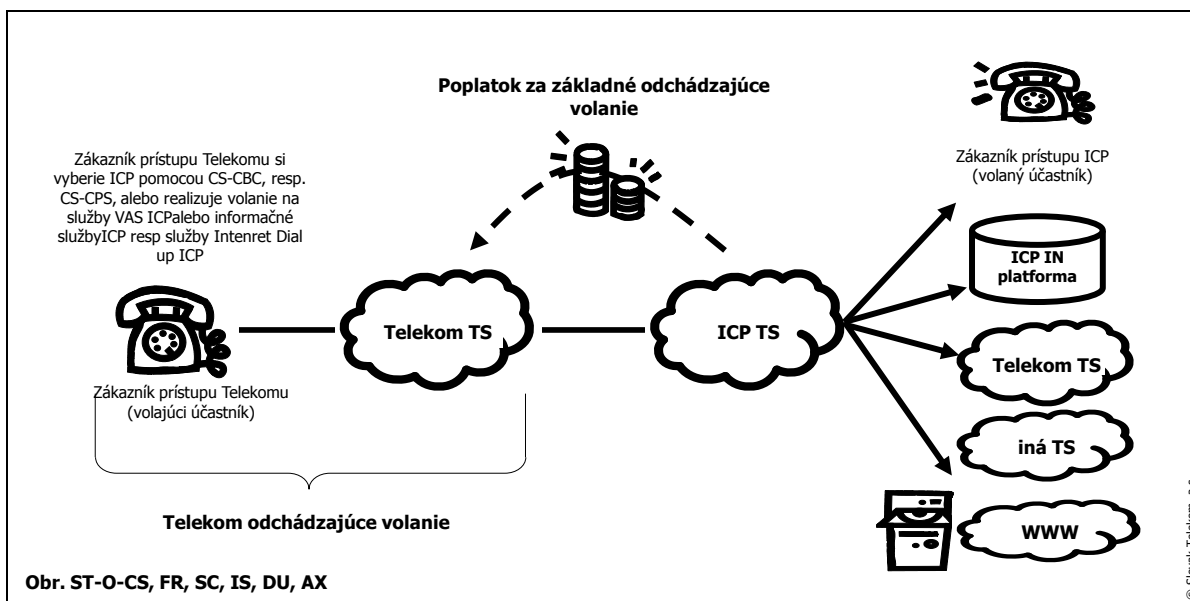 Poplatok za základné odchádzajúce
volanie
Zákazník prístupu Telekomu si
vyberie ICP pomocou CS-CBC, resp.
CS-CPS, alebo realizuje volanie na
služby VAS ICPalebo informačné
službyICP resp služby Intenret Dial
up ICP
Zákazník prístupu ICP
(volaný účastník)
ICP IN
platforma
Telekom TS
ICP TS
Telekom TS
Zákazník prístupu Telekomu
(volajúci účastník)
iná TS
WWW
Telekom odchádzajúce volanie
Obr. ST-O-CS, FR, SC, IS, DU, AX
© Slovak Telekom, a.s.